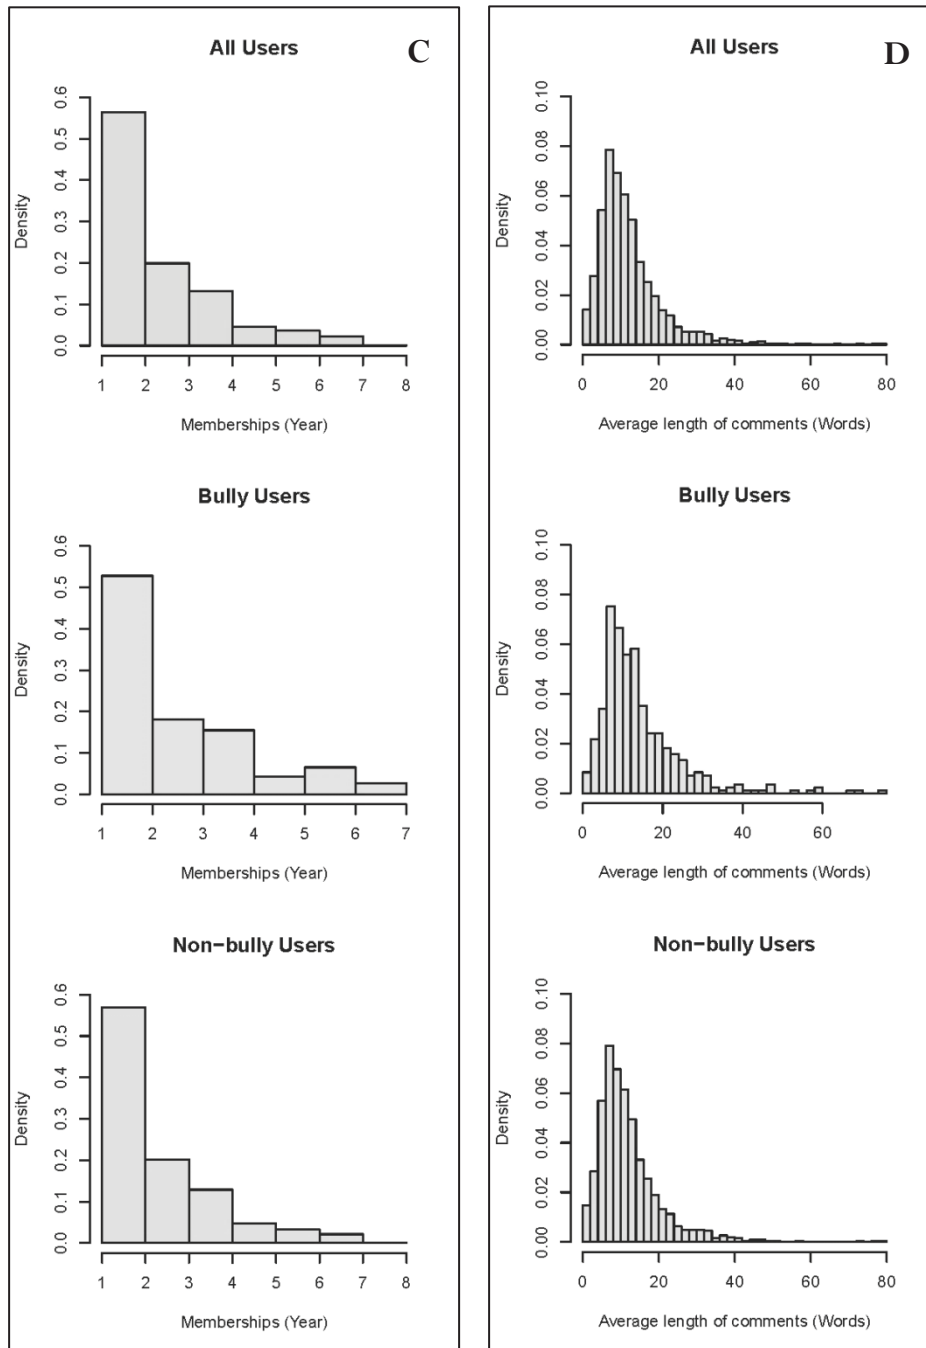 All Users
C
Density
0.0 0.1 0.2 0.3 0.4 0.5 0.6
1 2 3 4 5 6 7 8
Memberships (Year)
Bully Users
Density
0.0 0.1 0.2 0.3 0.4 0.5 0.6
1 2 3 4 5 6 7
Memberships (Year)
Non-bully Users
Density
0.0 0.1 0.2 0.3 0.4 0.5 0.6
1 2 3 4 5 6 7 8
Memberships (Year)
All Users
D
Density
0.00 0.02 0.04 0.06 0.08 0.10
0 20 40 60 80
Average length of comments (Words)
Bully Users
Density
0.00 0.02 0.04 0.06 0.08 0.10
0 20 40 60
Average length of comments (Words)
Non-bully Users
Density
0.00 0.02 0.04 0.06 0.08 0.10
0 20 40 60 80
Average length of comments (Words)